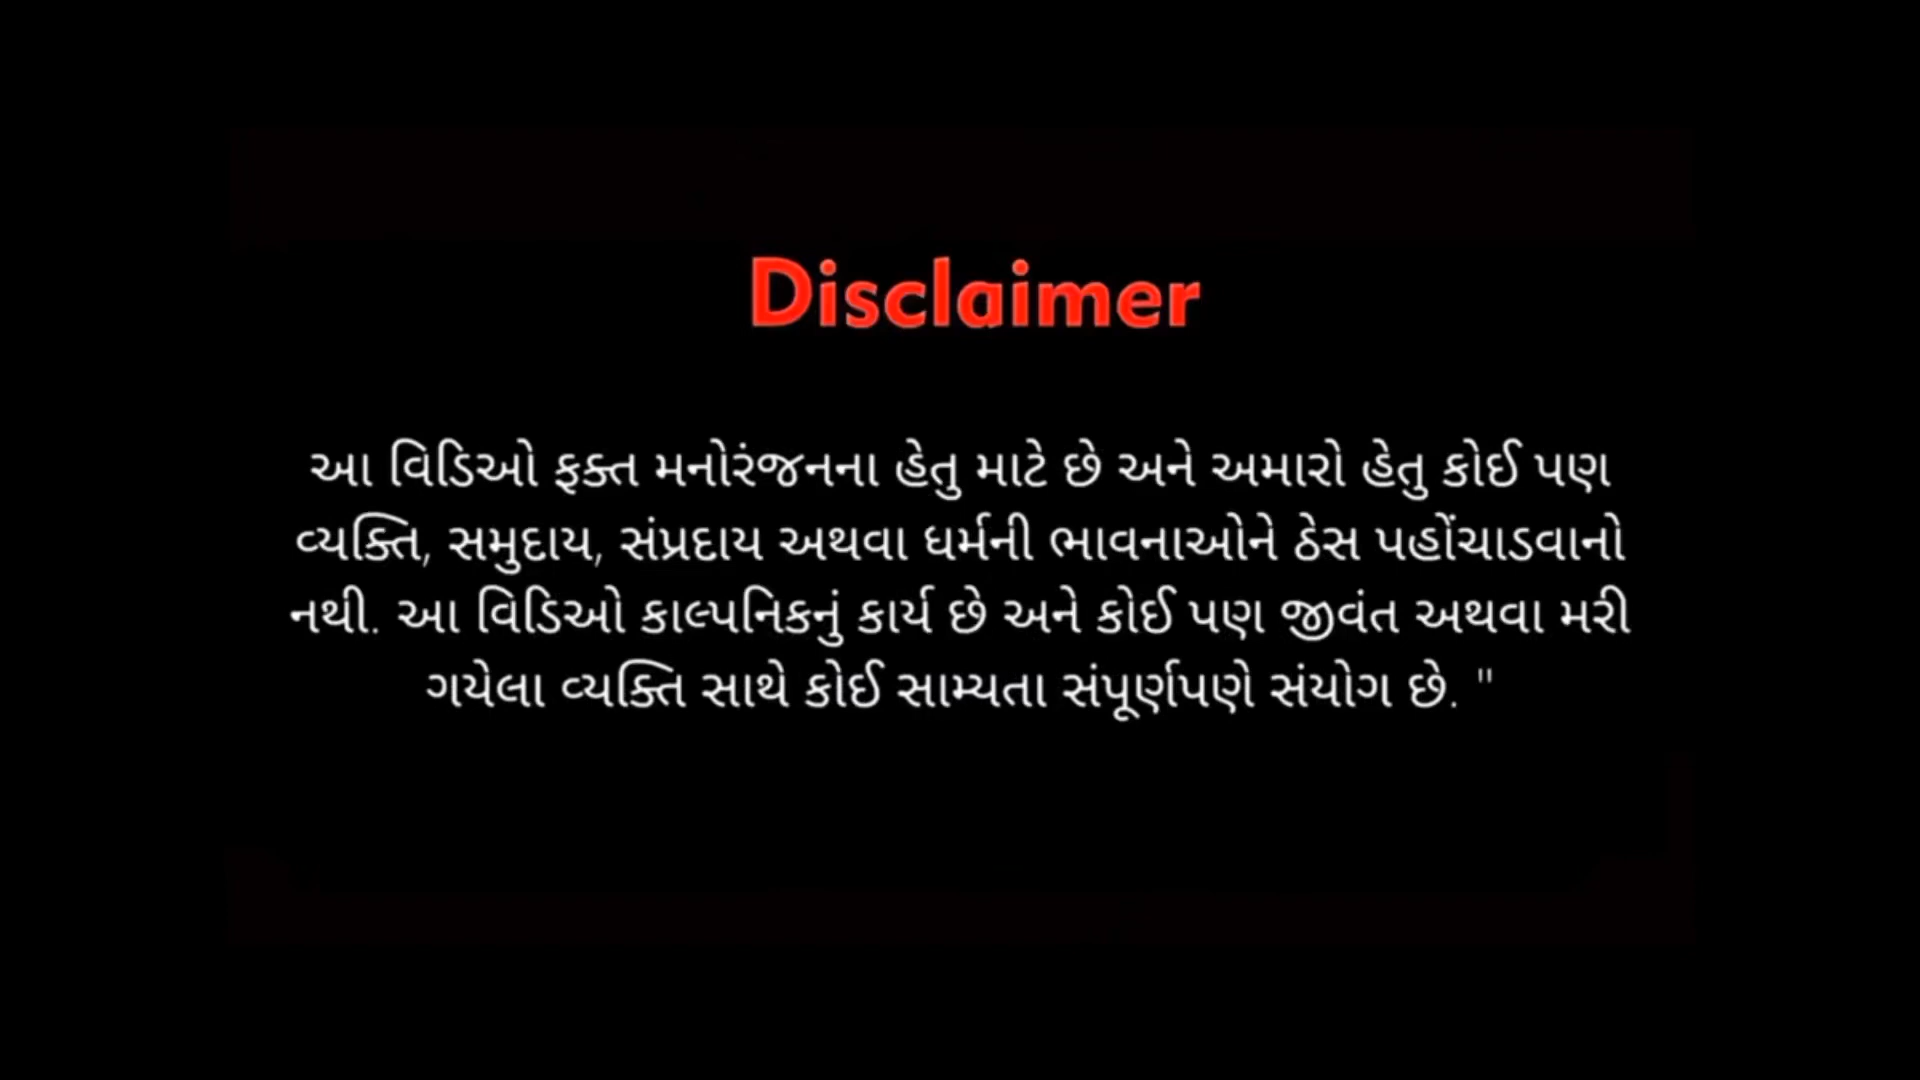 Disclaimer
આ વિડિઓ ફક્ત મનોરંજનના હેતુ માટે છે અને અમારો હેતુ કોઈ પણ
વ્યક્તિ, સમુદાય, સંપ્રદાય અથવા ધર્મની ભાવનાઓને ઠેસ પહોંચાડવાનો
નથી. આ વિડિઓ કાલ્પનિકનું કાર્ય છે અને કોઈ પણ જીવંત અથવા મરી
ગયેલા વ્યક્તિ સાથે કોઈ સામ્યતા સંપૂર્ણપણે સંયોગ છે. "